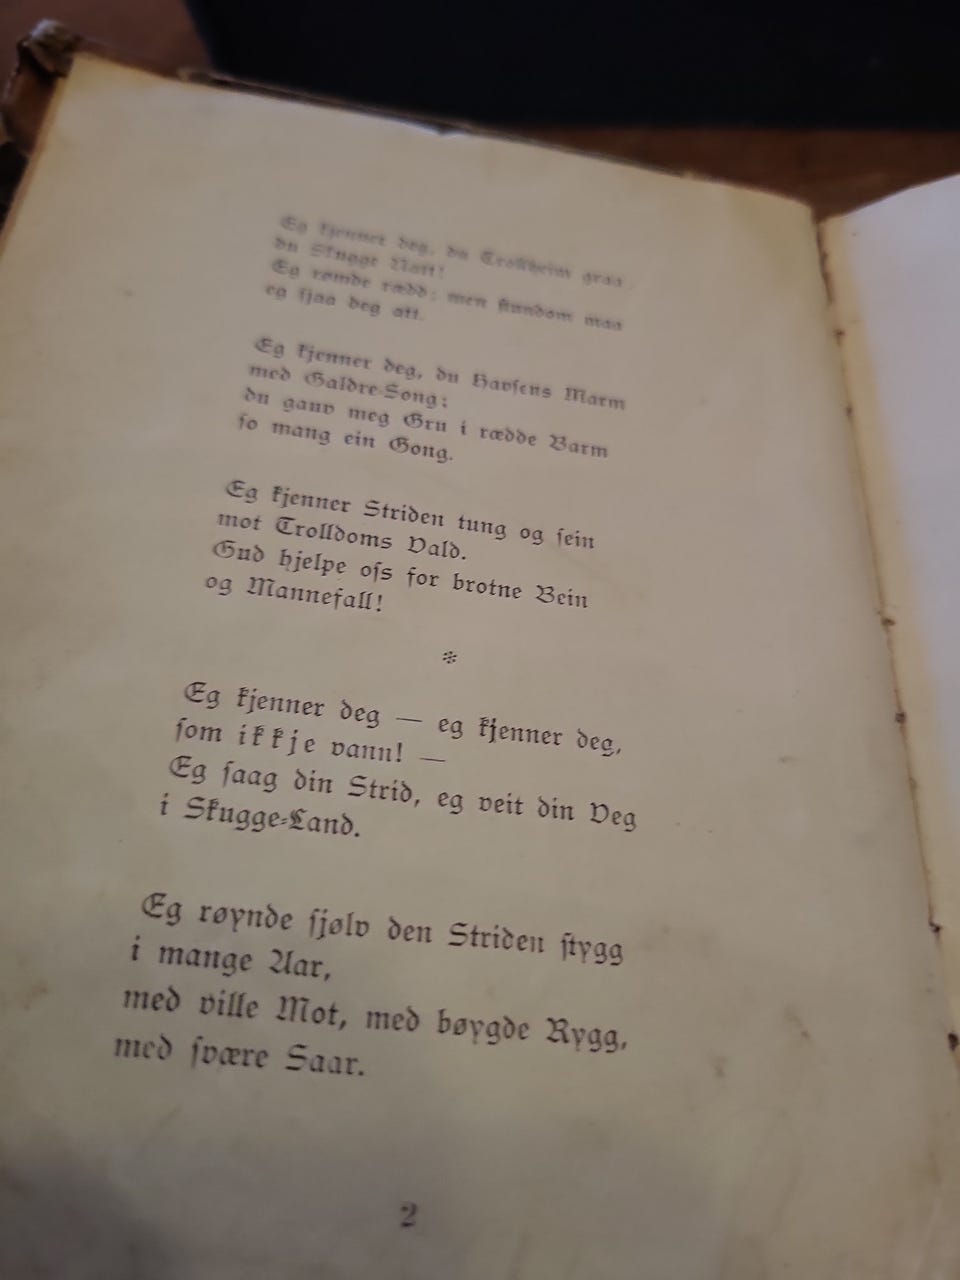 Eg kjenner deg, du Trollheim graa,
du Skugge-Natt!
Eg rømde rædd; men stundom maa
eg sjaa deg att.
Eg kjenner deg, du Havsens Marm
med Galdre-Song;
du gauv meg Gru i rædde Barm
so mang ein Gong.
Eg kjenner Striden tung og sein
mot Trolldoms Vald.
Gud hjelpe oss for brotne Bein
og Mannefall!
*
Eg kjenner deg — eg kjenner deg,
som ikkje vann! —
Eg saag din Strid, eg veit din Veg
i Skugge-Land.
Eg røynde sjølv den Striden stygg
i mange Aar,
med ville Mot, med bøygde Rygg,
med svære Saar.
2